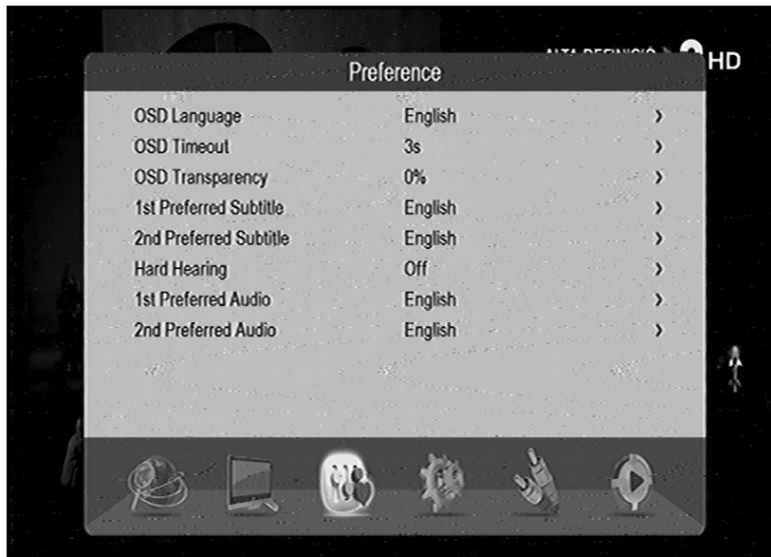 HD
Preference
OSD Language English
OSD Timeout 3s
OSD Transparency 0%
1st Preferred Subtitle English
2nd Preferred Subtitle English
Hard Hearing Off
1st Preferred Audio English
2nd Preferred Audio English